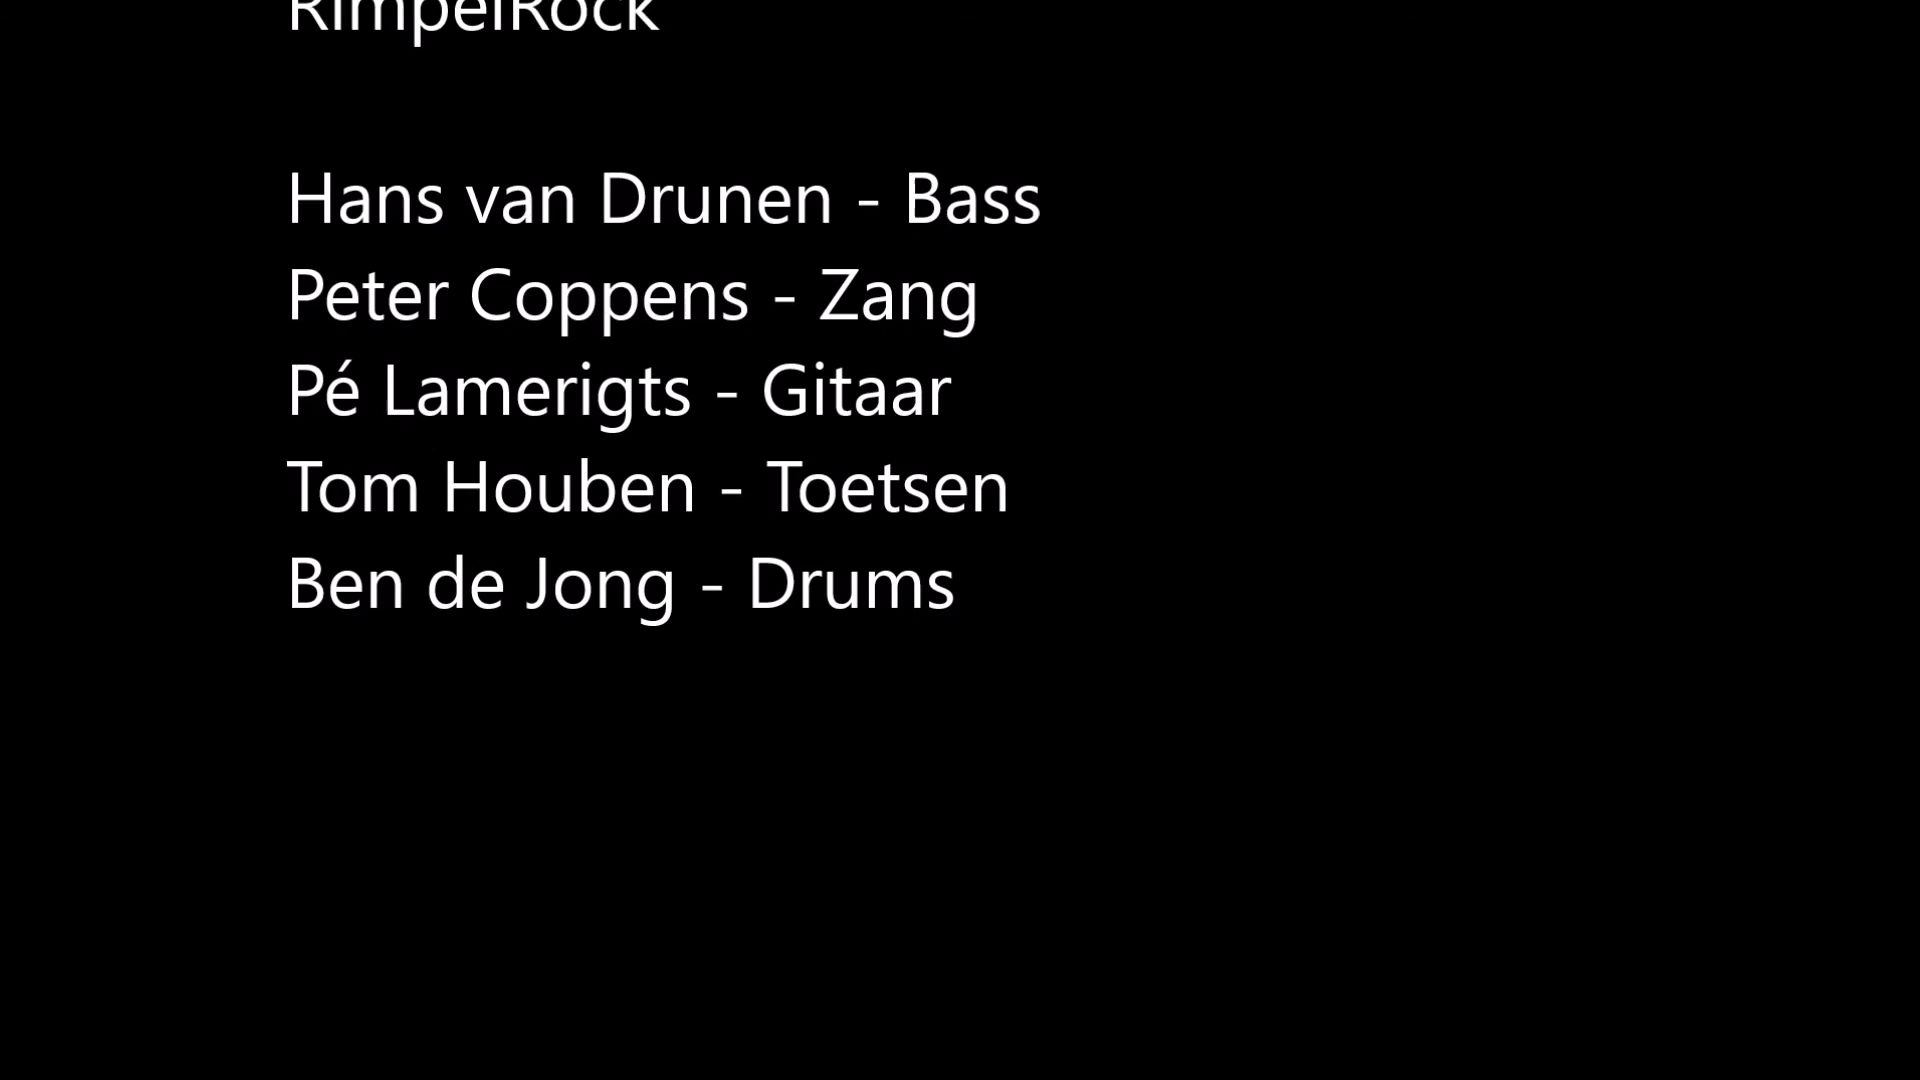 RimpelRock
Hans van Drunen - Bass
Peter Coppens - Zang
Pé Lamerigts - Gitaar
Tom Houben - Toetsen
Ben de Jong - Drums